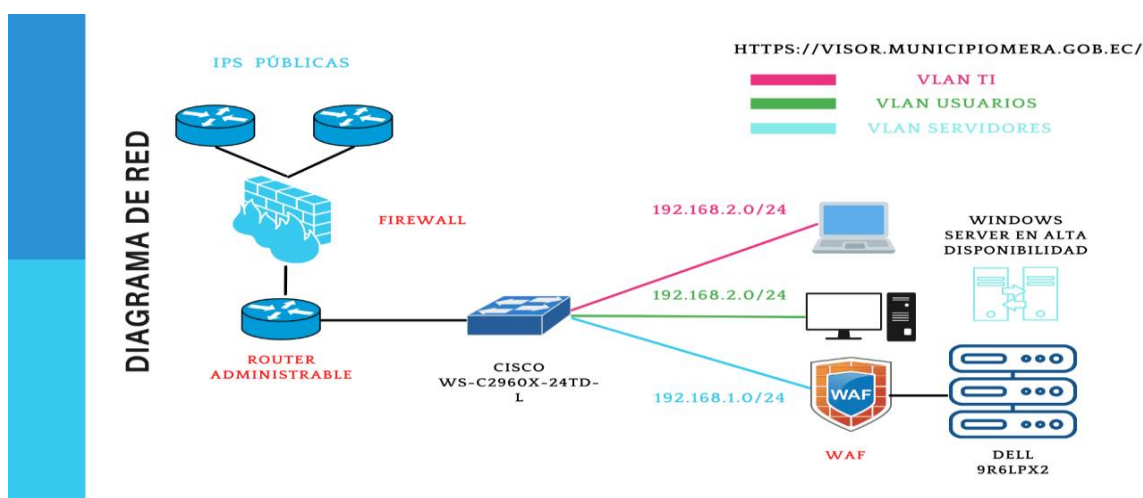 DIAGRAMA DE RED
IPS PÚBLICAS
FIREWALL
ROUTER
ADMINISTRABLE
CISCO
WS-C2960X-24TD-
L
HTTPS://VISOR.MUNICIPIOMERA.GOB.EC/
VLAN TI
VLAN USUARIOS
VLAN SERVIDORES
192.168.2.0/24
192.168.2.0/24
192.168.1.0/24
WINDOWS
SERVER EN ALTA
DISPONIBILIDAD
WAF
WAF
DELL
9R6LPX2